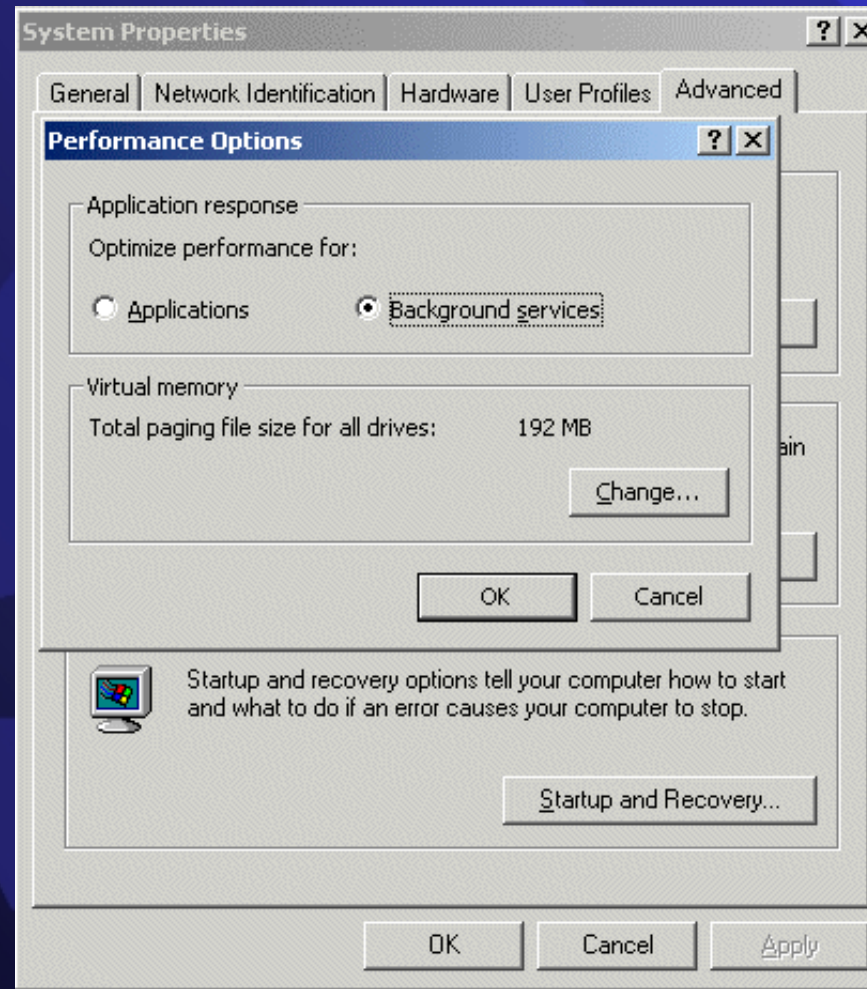 System Properties
General
Network Identification
Hardware
User Profiles
Advanced
Performance Options
Application response
Optimize performance for:
Applications
Background services
Virtual memory
Total paging file size for all drives: 192 MB
Change...
OK
Cancel
Startup and recovery options tell your computer how to start
and what to do if an error causes your computer to stop.
Startup and Recovery...
OK
Cancel
Apply